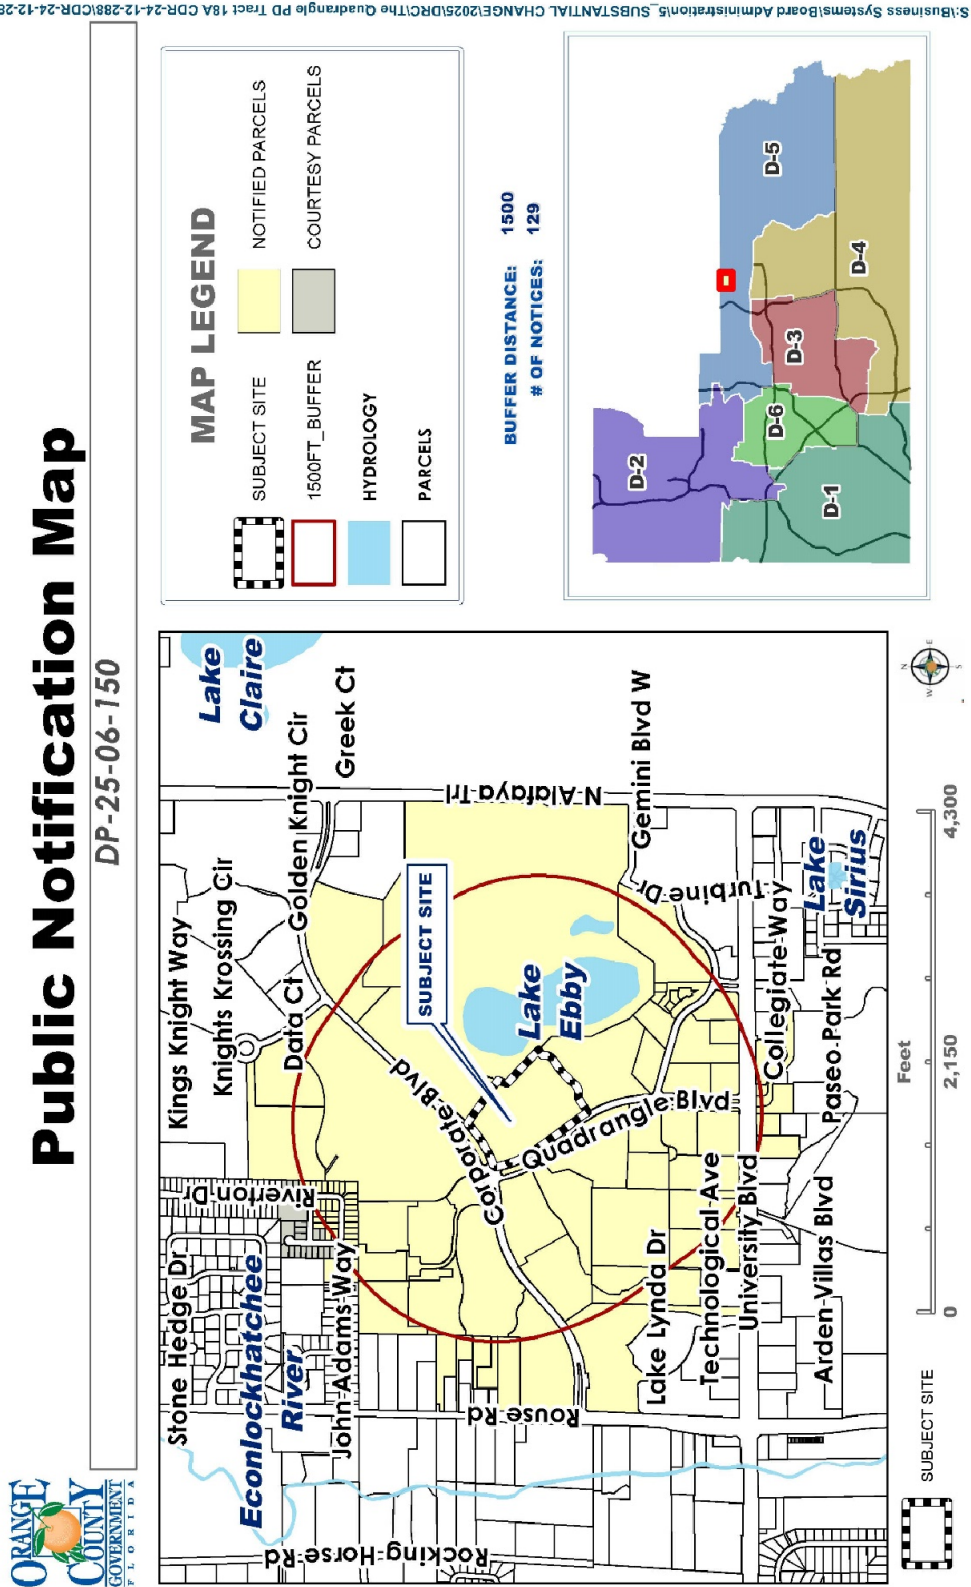 ORANGE
COUNTY
GOVERNMENT
FLORIDA
Public Notification Map
DP-25-06-150
Stone Hedge Dr
Riverton Dr
Kings Knight Way
Knights Krossing Cir
Data Ct
Golden Knight Cir
Greek Ct
Lake
Claire
Econlockhatchee
River
John Adams Way
Rocking Horse Rd
Rouse Rd
Corporate Blvd
SUBJECT SITE
N Alafaya Trl
Lake
Ebby
Quadrangle Blvd
Gemini Blvd W
Turbine Dr
Lake Lynda Dr
Technological Ave
University Blvd
Collegiate Way
Lake
Sirius
Arden Villas Blvd
Paseo Park Rd
MAP LEGEND
SUBJECT SITE
NOTIFIED PARCELS
1500FT_BUFFER
COURTESY PARCELS
HYDROLOGY
PARCELS
BUFFER DISTANCE: 1500
# OF NOTICES: 129
D-2
D-5
D-6
D-3
D-4
D-1
SUBJECT SITE
Feet
0 2,150 4,300
N
W E
S
S:\Business Systems\Board Administration\5_SUBSTANTIAL CHANGE\2025\DRC\The Quadrangle PD Tract 18A CDR-24-12-288\CDR-24-12-28